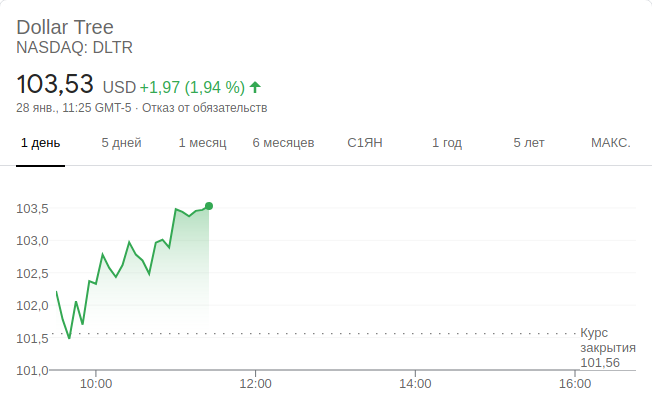 Dollar Tree
NASDAQ: DLTR
103,53 USD +1,97 (1,94 %)
28 янв., 11:25 GMT-5 · Отказ от обязательств
1 день 5 дней 1 месяц 6 месяцев С1ЯН 1 год 5 лет МАКС.
103,5
103,0
102,5
102,0
101,5
101,0
Курс
закрытия
101,56
10:00 12:00 14:00 16:00